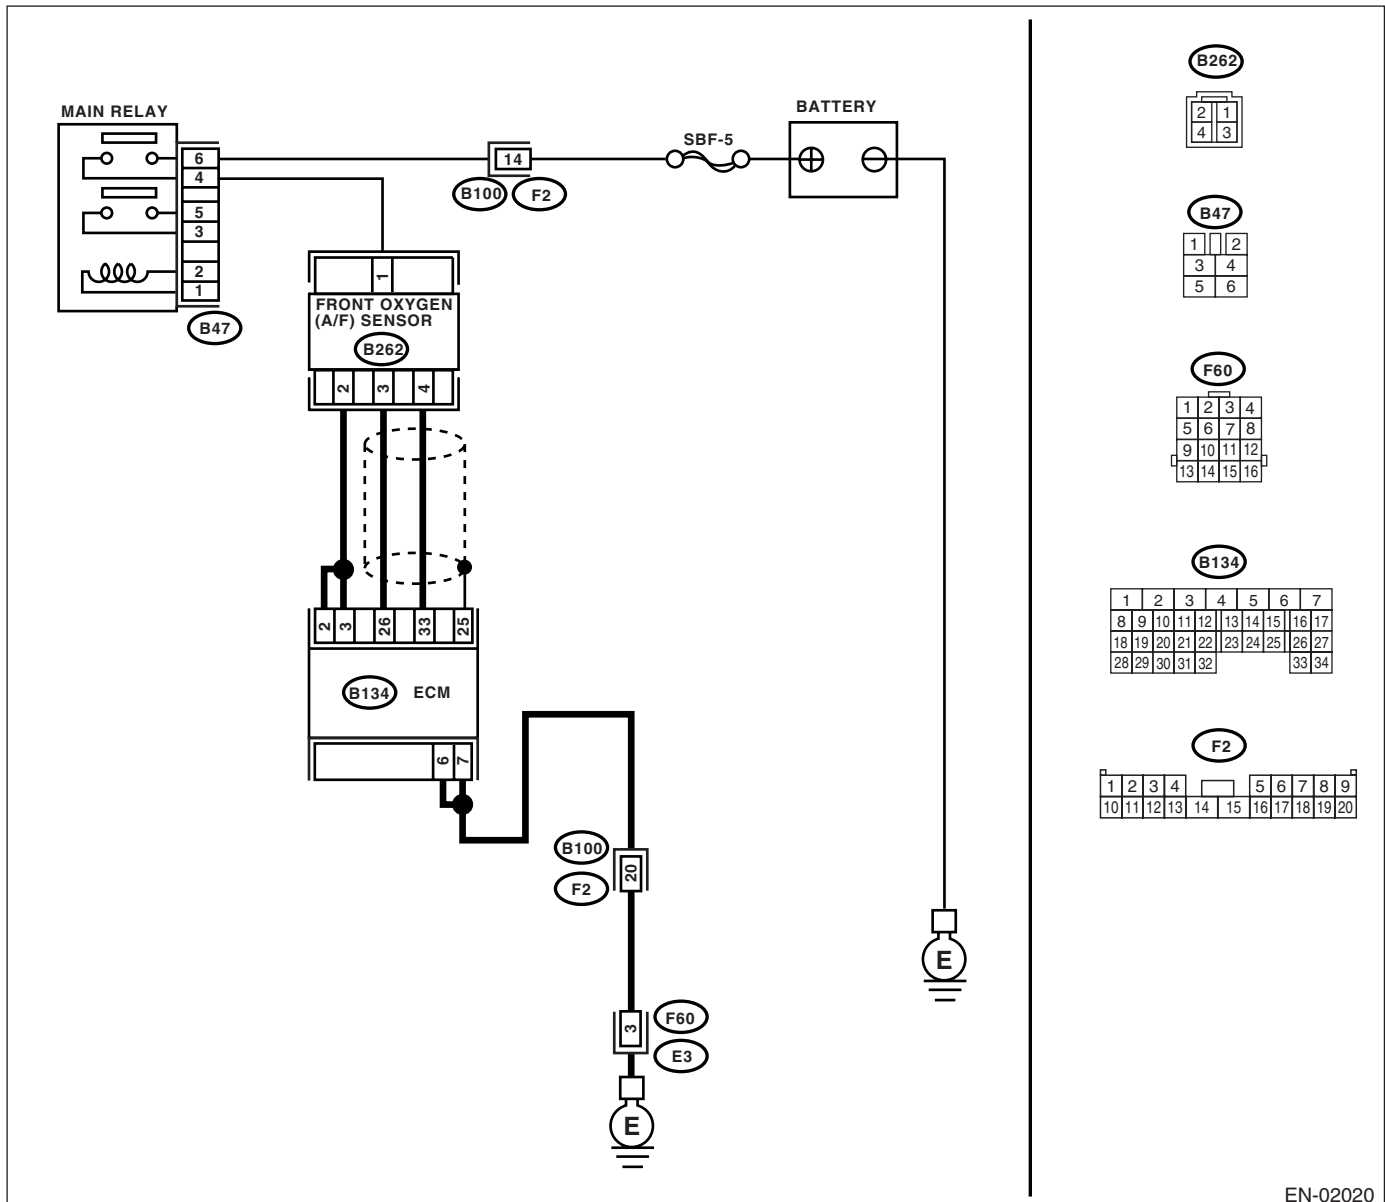 MAIN RELAY
6
4
5
3
2
1
B47
14
B100
F2
SBF-5
BATTERY
1
FRONT OXYGEN
(A/F) SENSOR
B262
2
3
4
2
3
26
33
25
B134
ECM
6
7
B100
20
F2
3
F60
E3
E
E
B262
2 1
4 3
B47
1 2
3 4
5 6
F60
1 2 3 4
5 6 7 8
9 10 11 12
13 14 15 16
B134
1 2 3 4 5 6 7
8 9 10 11 12 13 14 15 16 17
18 19 20 21 22 23 24 25 26 27
28 29 30 31 32 33 34
F2
1 2 3 4 5 6 7 8 9
10 11 12 13 14 15 16 17 18 19 20
EN-02020